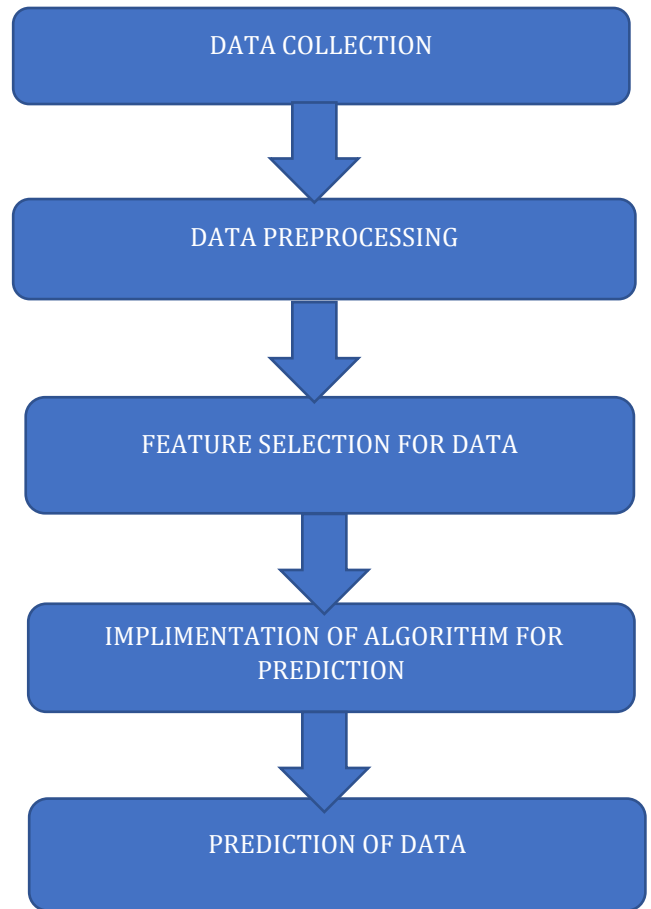 DATA COLLECTION
DATA PREPROCESSING
FEATURE SELECTION FOR DATA
IMPLIMENTATION OF ALGORITHM FOR
PREDICTION
PREDICTION OF DATA